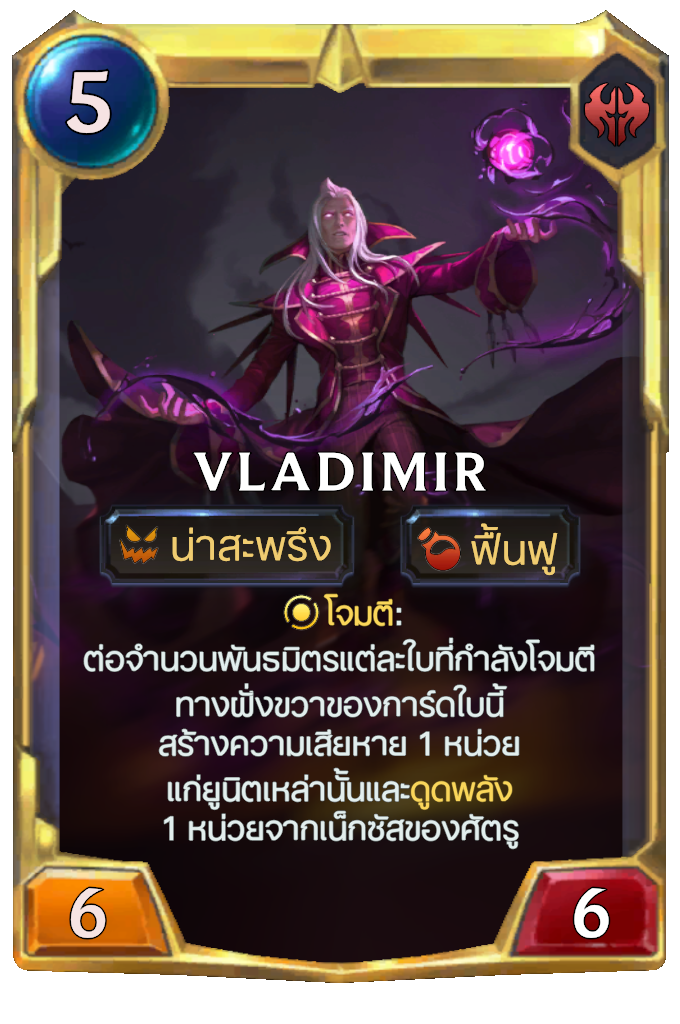 5
VLADIMIR
น่าสะพรึง
ฟื้นฟู
โจมตี:
ต่อจำนวนพันธมิตรแต่ละใบที่กำลังโจมตี
ทางฝั่งขวาของการ์ดใบนี้
สร้างความเสียหาย 1 หน่วย
แก่ยูนิตเหล่านั้นและดูดพลัง
1 หน่วยจากเน็กซัสของศัตรู
6
6